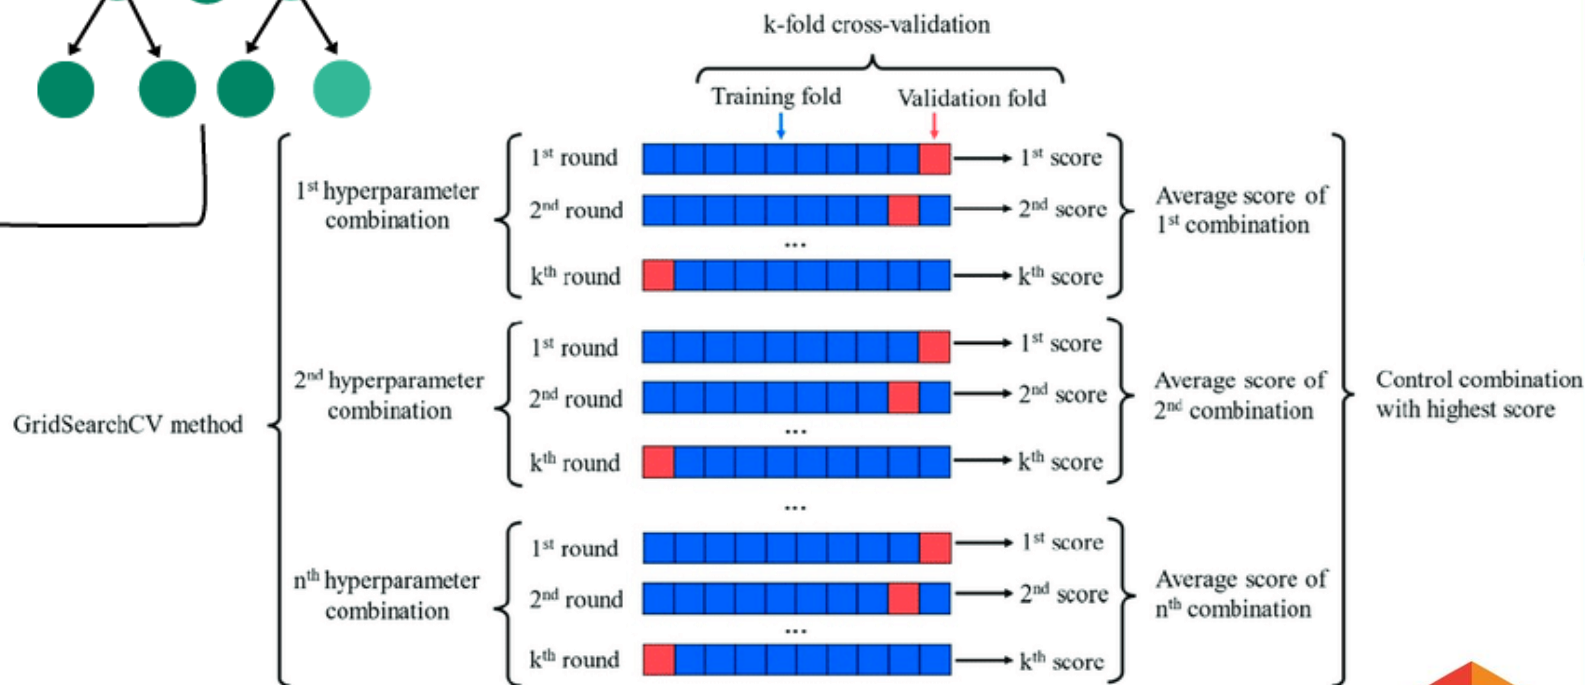 k-fold cross-validation
Training fold
Validation fold
1st round
1st score
1st hyperparameter
combination
2nd round
2nd score
...
kth round
kth score
Average score of
1st combination
1st round
1st score
2nd hyperparameter
combination
2nd round
2nd score
...
kth round
kth score
Average score of
2nd combination
GridSearchCV method
Control combination
with highest score
...
1st round
1st score
nth hyperparameter
combination
2nd round
2nd score
...
kth round
kth score
Average score of
nth combination